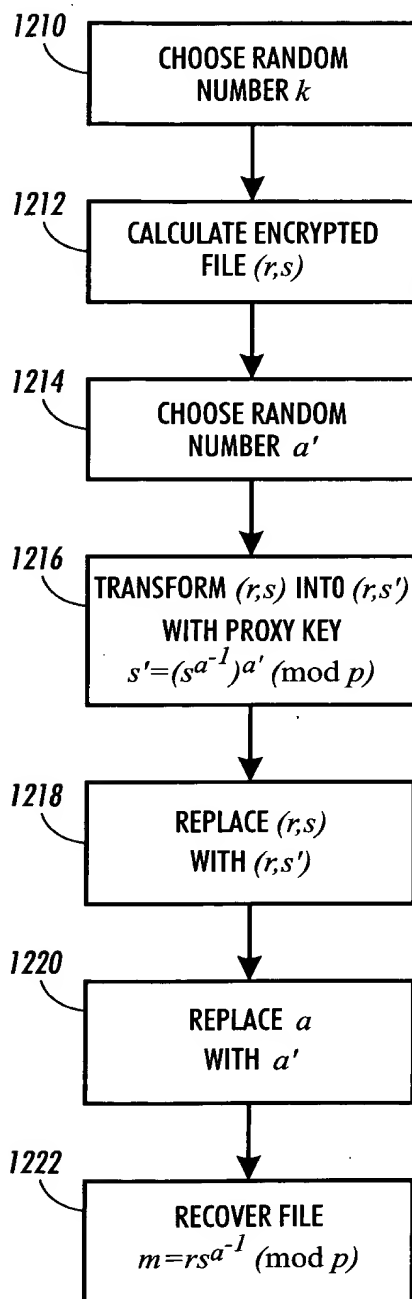 1210
CHOOSE RANDOM
NUMBER k
1212
CALCULATE ENCRYPTED
FILE (r,s)
1214
CHOOSE RANDOM
NUMBER a'
1216
TRANSFORM (r,s) INTO (r,s')
WITH PROXY KEY
s'=(s^{a^{-1}})^{a'} (mod p)
1218
REPLACE (r,s)
WITH (r,s')
1220
REPLACE a
WITH a'
1222
RECOVER FILE
m=rs^{a^{-1}} (mod p)